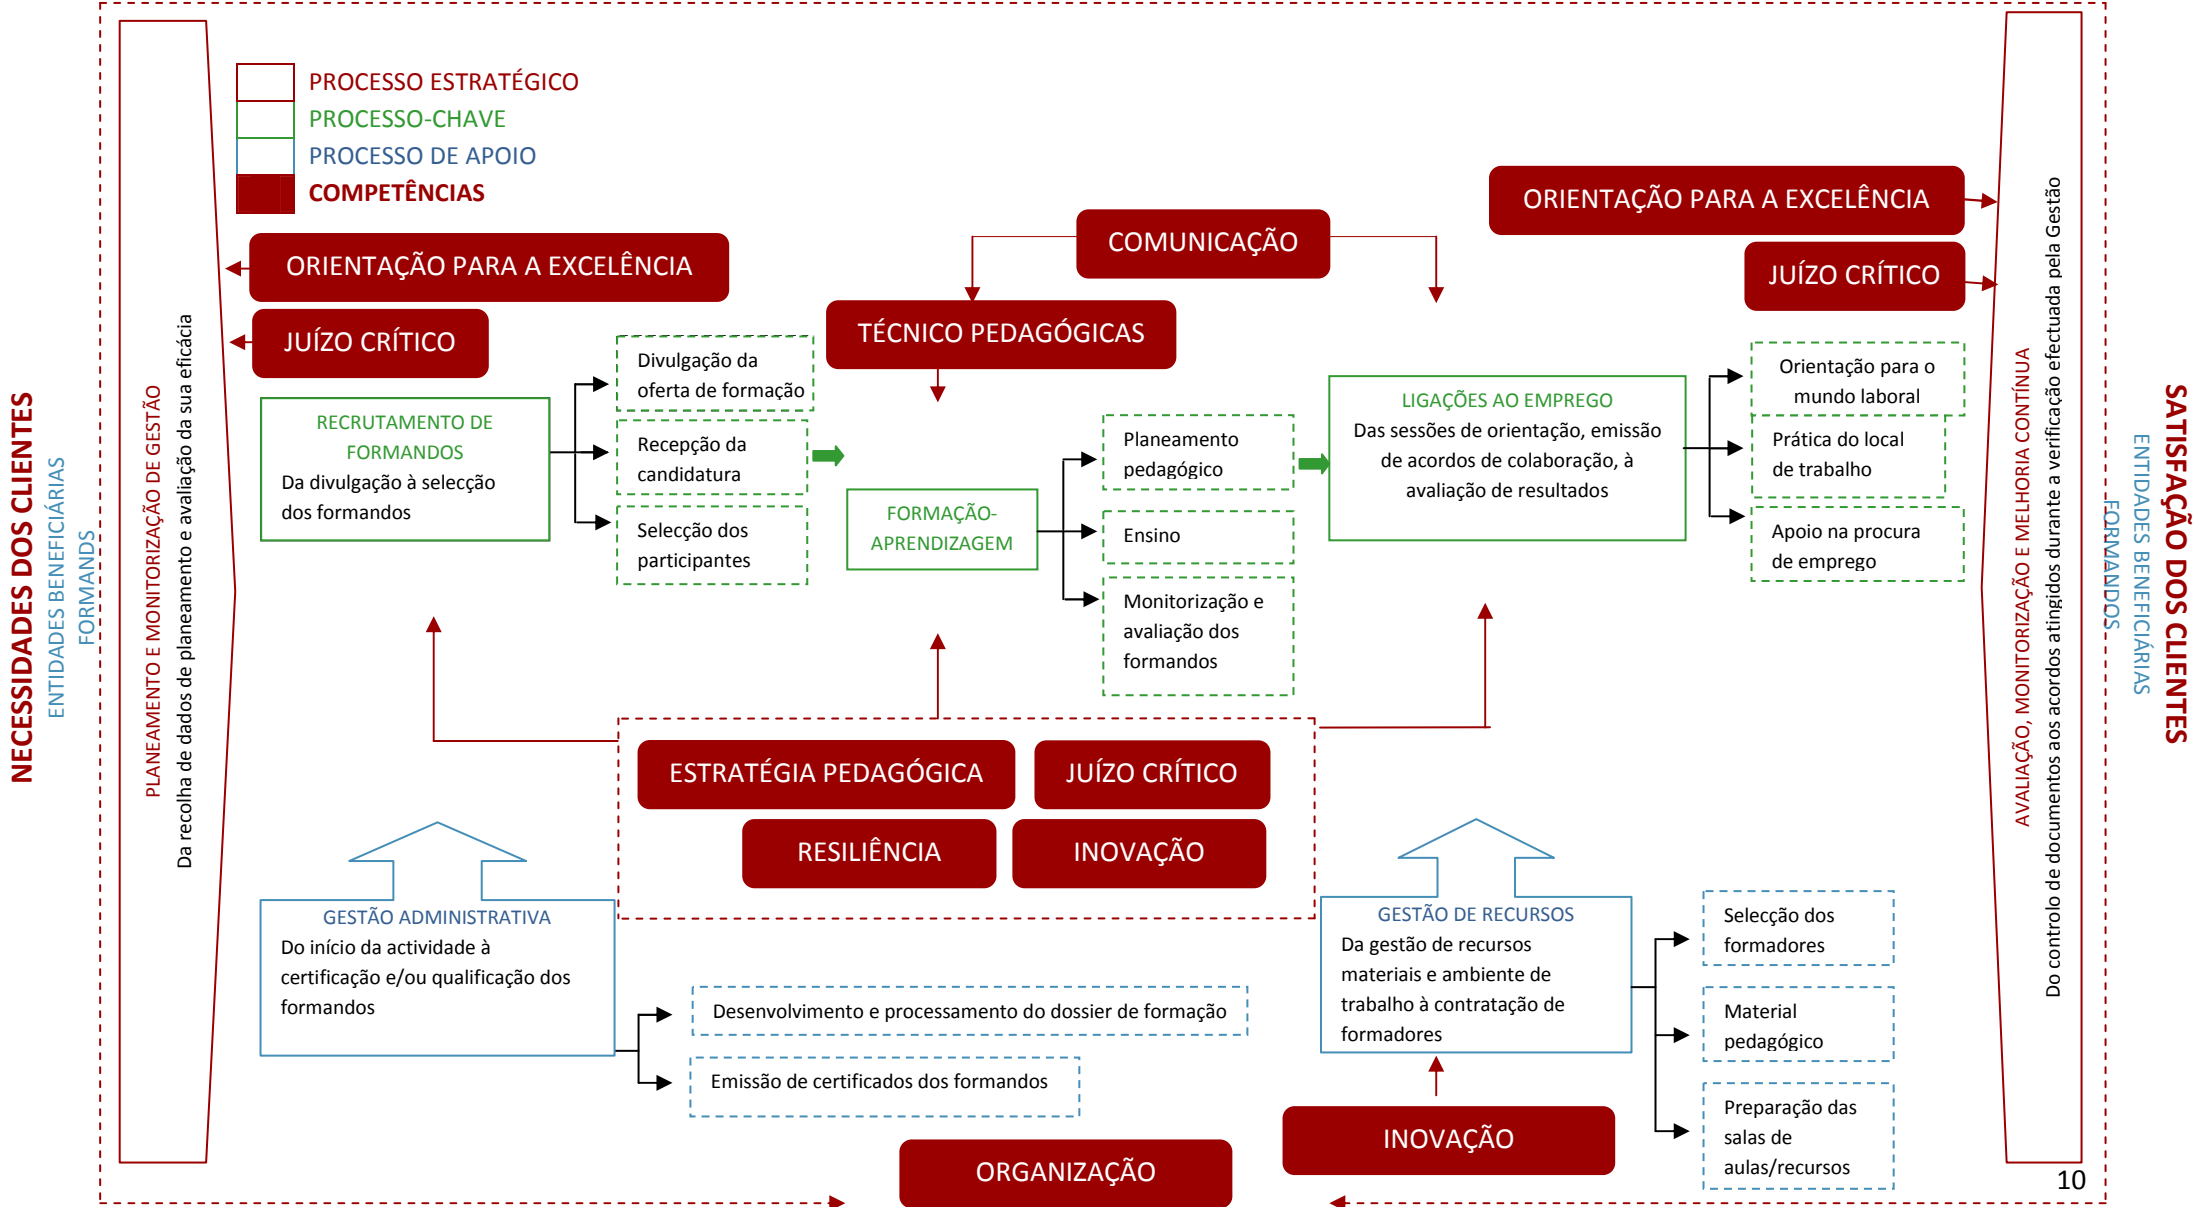 NECESSIDADES DOS CLIENTES
ENTIDADES BENEFICIÁRIAS
FORMANDS
PLANEAMENTO E MONITORIZAÇÃO DE GESTÃO
Da recolha de dados de planeamento e avaliação da sua eficácia
PROCESSO ESTRATÉGICO
PROCESSO-CHAVE
PROCESSO DE APOIO
COMPETÊNCIAS
ORIENTAÇÃO PARA A EXCELÊNCIA
JUÍZO CRÍTICO
RECRUTAMENTO DE
FORMANDOS
Da divulgação à selecção
dos formandos
Divulgação da
oferta de formação
Recepção da
candidatura
Selecção dos
participantes
COMUNICAÇÃO
TÉCNICO PEDAGÓGICAS
FORMAÇÃO-
APRENDIZAGEM
Planeamento
pedagógico
Ensino
Monitorização e
avaliação dos
formandos
ORIENTAÇÃO PARA A EXCELÊNCIA
JUÍZO CRÍTICO
LIGAÇÕES AO EMPREGO
Das sessões de orientação, emissão
de acordos de colaboração, à
avaliação de resultados
Orientação para o
mundo laboral
Prática do local
de trabalho
Apoio na procura
de emprego
ESTRATÉGIA PEDAGÓGICA
JUÍZO CRÍTICO
RESILIÊNCIA
INOVAÇÃO
GESTÃO ADMINISTRATIVA
Do início da actividade à
certificação e/ou qualificação dos
formandos
Desenvolvimento e processamento do dossier de formação
Emissão de certificados dos formandos
GESTÃO DE RECURSOS
Da gestão de recursos
materiais e ambiente de
trabalho à contratação de
formadores
Selecção dos
formadores
Material
pedagógico
Preparação das
salas de
aulas/recursos
INOVAÇÃO
ORGANIZAÇÃO
AVALIAÇÃO, MONITORIZAÇÃO E MELHORIA CONTÍNUA
Do controlo de documentos aos acordos atingidos durante a verificação efectuada pela Gestão
SATISFAÇÃO DOS CLIENTES
ENTIDADES BENEFICIÁRIAS
FORMANDOS
10